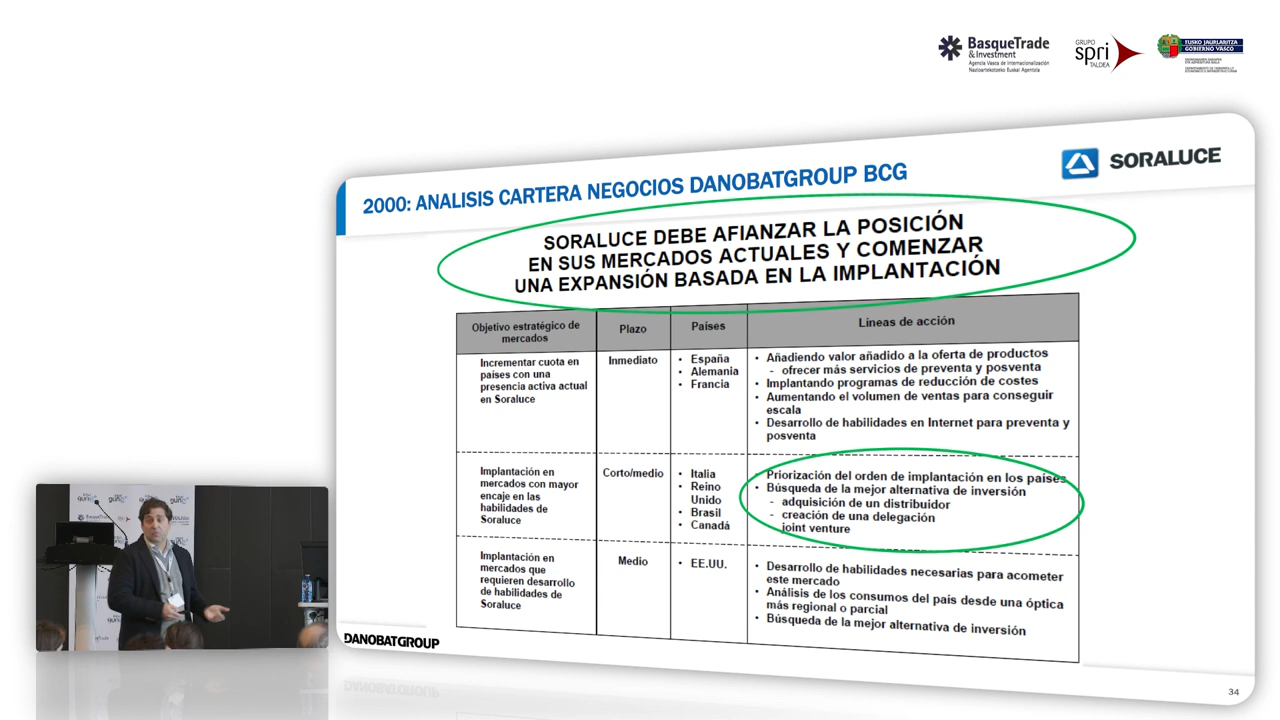 BasqueTrade
& Investment
Agencia Vasca de Internacionalización
Nazioartekotzeko Euskal Agentzia
GRUPO
spri
TALDEA
EUSKO JAURLARITZA
GOBIERNO VASCO
SORALUCE
2000: ANALISIS CARTERA NEGOCIOS DANOBATGROUP BCG
SORALUCE DEBE AFIANZAR LA POSICIÓN
EN SUS MERCADOS ACTUALES Y COMENZAR
UNA EXPANSIÓN BASADA EN LA IMPLANTACIÓN
Objetivo estratégico de
mercados
Plazo
Países
Líneas de acción
Incrementar cuota en
países con una
presencia activa actual
en Soraluce
Inmediato
• España
• Alemania
• Francia
• Añadiendo valor añadido a la oferta de productos
- ofrecer más servicios de preventa y posventa
• Implantando programas de reducción de costes
• Aumentando el volumen de ventas para conseguir
escala
• Desarrollo de habilidades en Internet para preventa y
posventa
Implantación en
mercados con mayor
encaje en las
habilidades de
Soraluce
Corto/medio
• Italia
• Reino
Unido
• Brasil
• Canadá
• Priorización del orden de implantación en los países
• Búsqueda de la mejor alternativa de inversión
- adquisición de un distribuidor
- creación de una delegación
- joint venture
Implantación en
mercados que
requieren desarrollo
de habilidades de
Soraluce
Medio
• EE.UU.
• Desarrollo de habilidades necesarias para acometer
este mercado
• Análisis de los consumos del país desde una óptica
más regional o parcial
• Búsqueda de la mejor alternativa de inversión
DANOBATGROUP
34